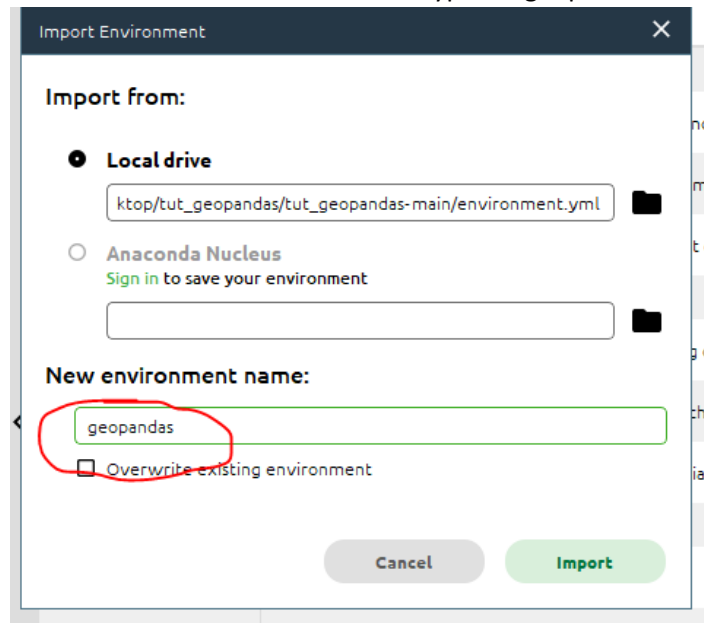 Import Environment
Import from:
Local drive
ktop/tut_geopandas/tut_geopandas-main/environment.yml
Anaconda Nucleus
Sign in to save your environment
New environment name:
geopandas
Overwrite existing environment
Cancel
Import